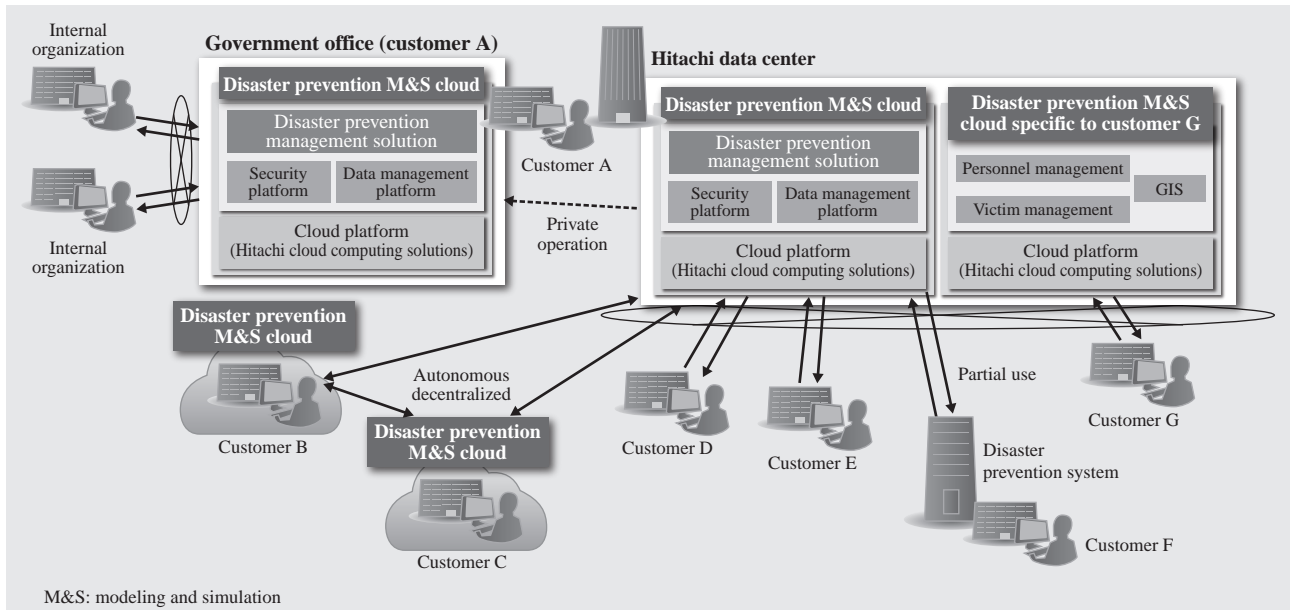 Internal
organization
Government office (customer A)
Disaster prevention M&S cloud
Disaster prevention
management solution
Security
platform
Data management
platform
Cloud platform
(Hitachi cloud computing solutions)
Internal
organization
Customer A
Private
operation
Hitachi data center
Disaster prevention M&S cloud
Disaster prevention
management solution
Security
platform
Data management
platform
Cloud platform
(Hitachi cloud computing solutions)
Disaster prevention M&S
cloud specific to customer G
Personnel management
GIS
Victim management
Cloud platform
(Hitachi cloud computing solutions)
Disaster prevention
M&S cloud
Customer B
Autonomous
decentralized
Disaster prevention
M&S cloud
Customer C
Customer D
Customer E
Partial use
Disaster
prevention system
Customer F
Customer G
M&S: modeling and simulation